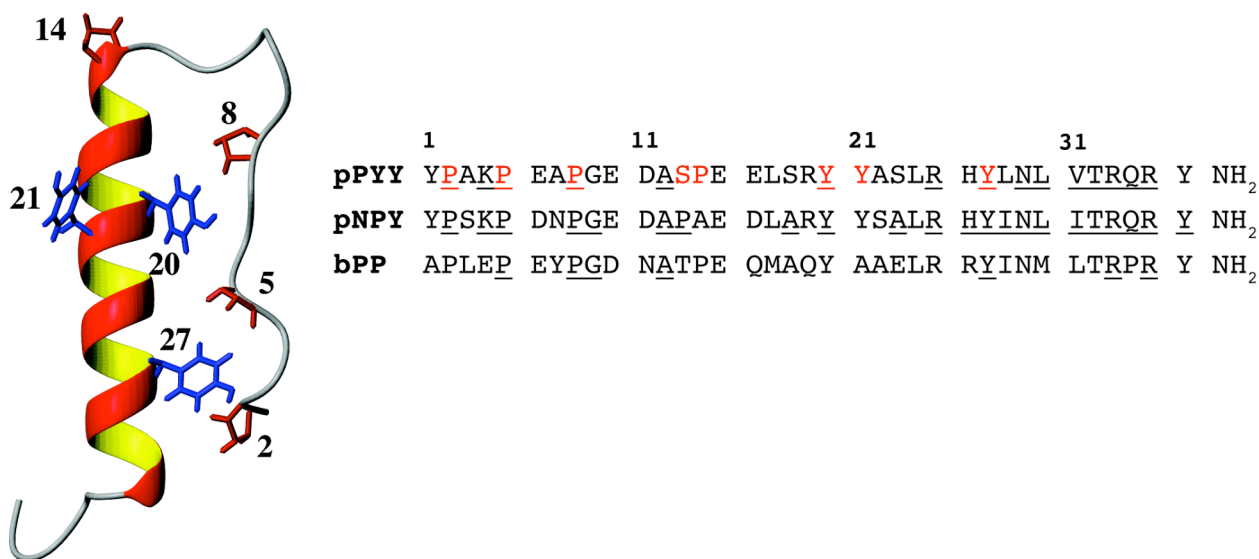 14
8
21
20
5
27
2
1 11 21 31
pPYY YPAKP EAPGE DASPE ELSRY YASLR HYLNL VTRQR Y NH2
pNPY YPSKP DNPGE DAPAE DLARY YSALR HYINL ITRQR Y NH2
bPP APLEP EYPGD NATPE QMAQY AAELR RYINM LTRPR Y NH2